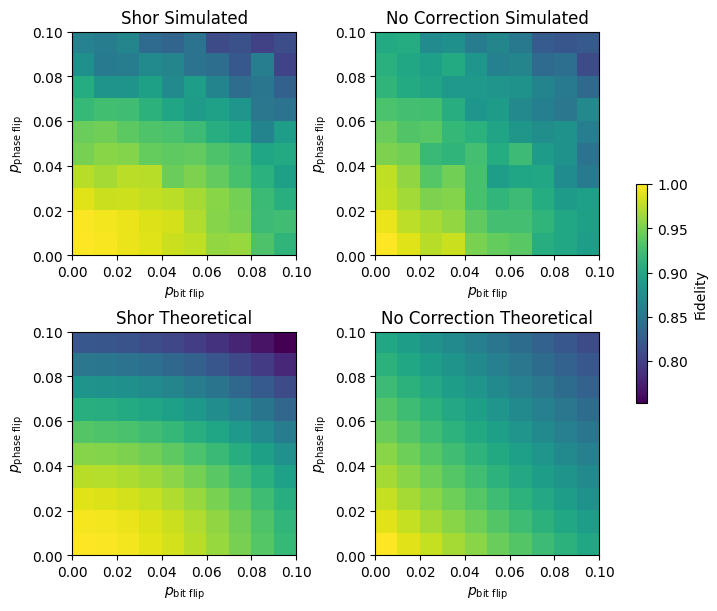 Shor Simulated
No Correction Simulated
0.10
0.08
0.06
0.04
0.02
0.00
p_phase flip
0.00 0.02 0.04 0.06 0.08 0.10
p_bit flip
0.10
0.08
0.06
0.04
0.02
0.00
p_phase flip
0.00 0.02 0.04 0.06 0.08 0.10
p_bit flip
Shor Theoretical
No Correction Theoretical
0.10
0.08
0.06
0.04
0.02
0.00
p_phase flip
0.00 0.02 0.04 0.06 0.08 0.10
p_bit flip
0.10
0.08
0.06
0.04
0.02
0.00
p_phase flip
0.00 0.02 0.04 0.06 0.08 0.10
p_bit flip
1.00
0.95
0.90
0.85
0.80
Fidelity